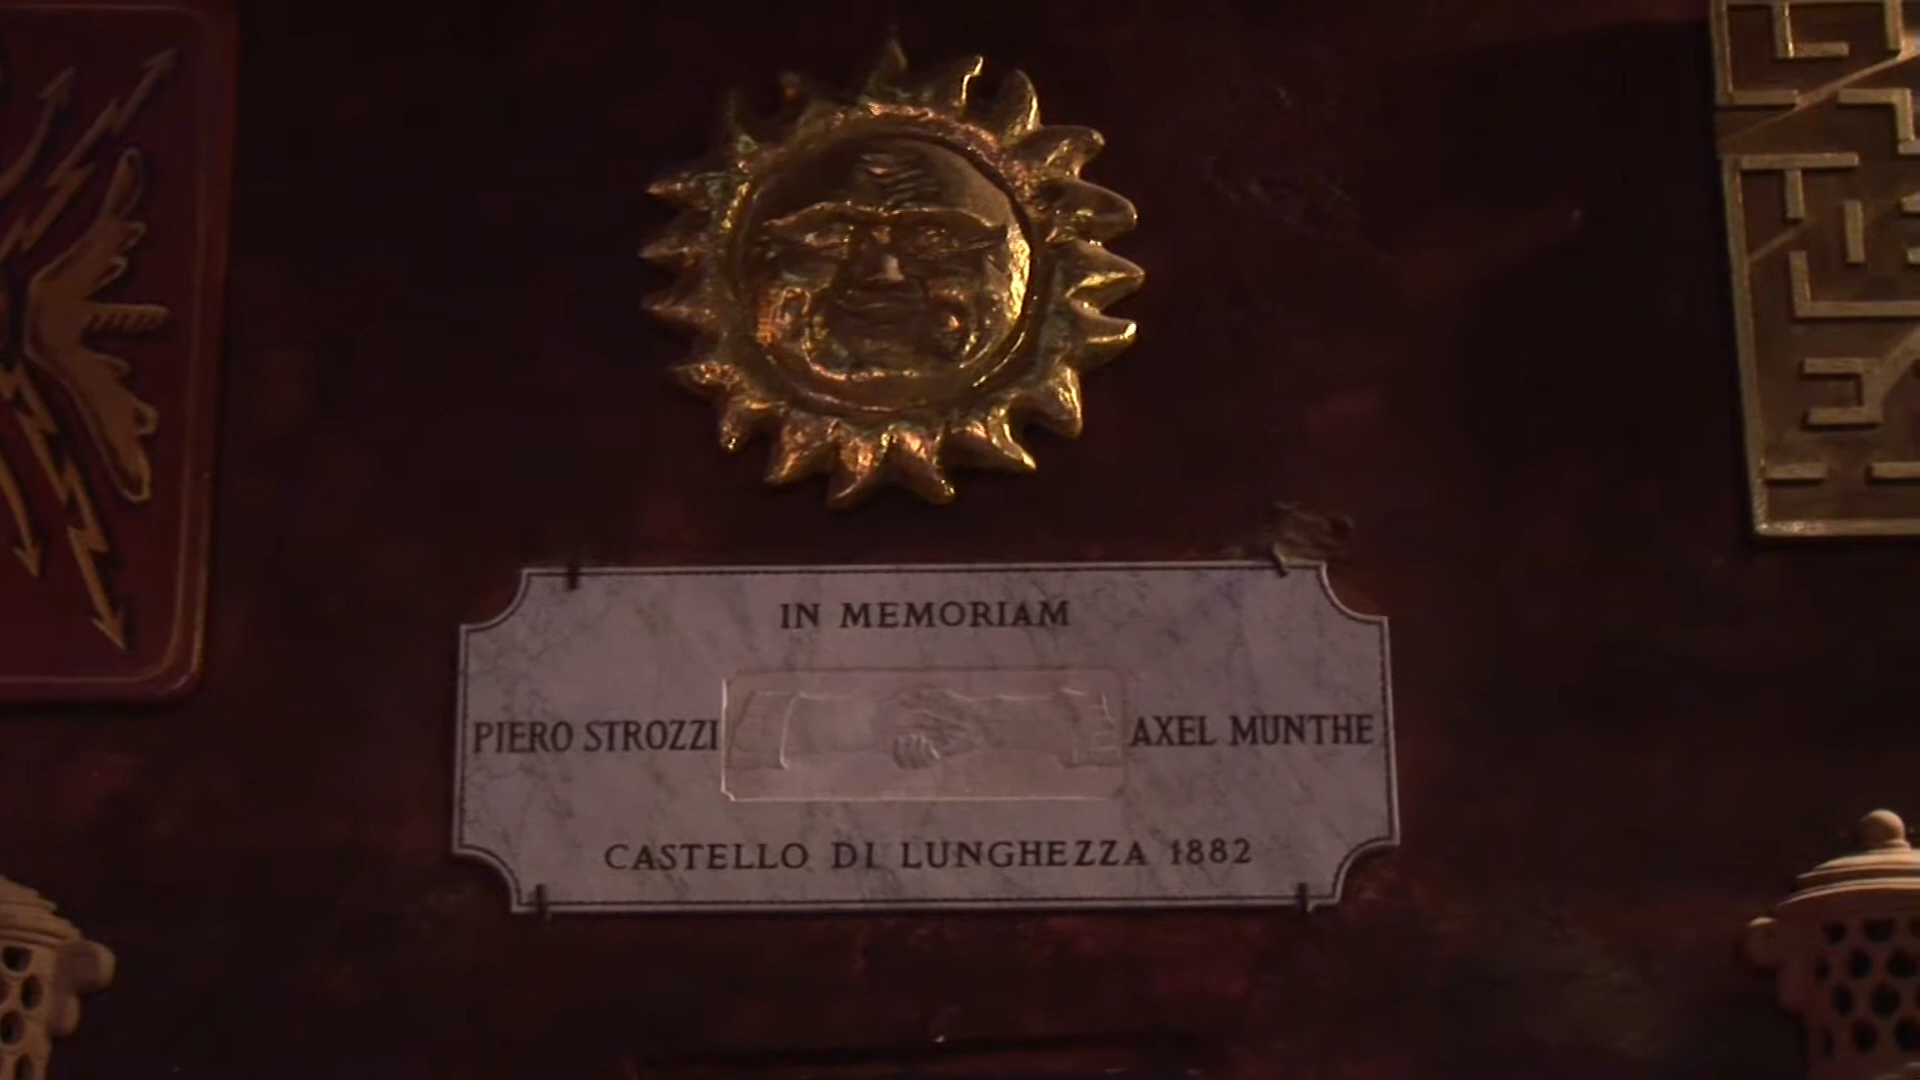 IN MEMORIAM
PIERO STROZZI AXEL MUNTHE
CASTELLO DI LUNGHEZZA 1882